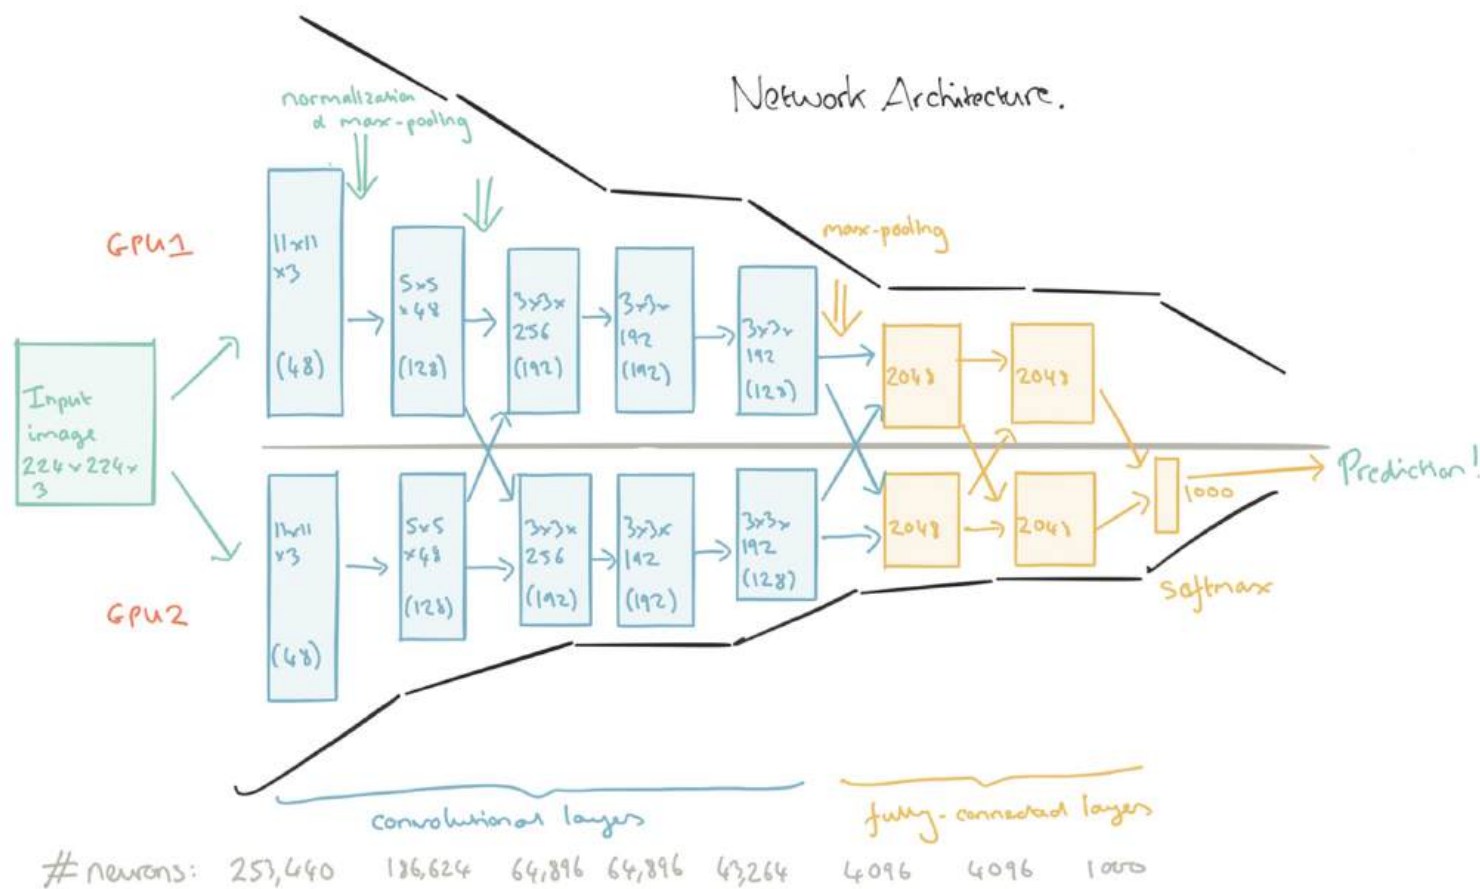 Network Architecture.
normalization
& max-pooling
GPU1
11x11
x3
(48)
5x5
x48
(128)
3x3x
256
(192)
3x3x
192
(192)
3x3x
192
(128)
max-pooling
2048
2048
Input
image
224x224x
3
GPU2
11x11
x3
(48)
5x5
x48
(128)
3x3x
256
(192)
3x3x
192
(192)
3x3x
192
(128)
2048
2048
1000
Prediction!
softmax
convolutional layers
fully-connected layers
# neurons: 253,440 186,624 64,896 64,896 43,264 4096 4096 1000